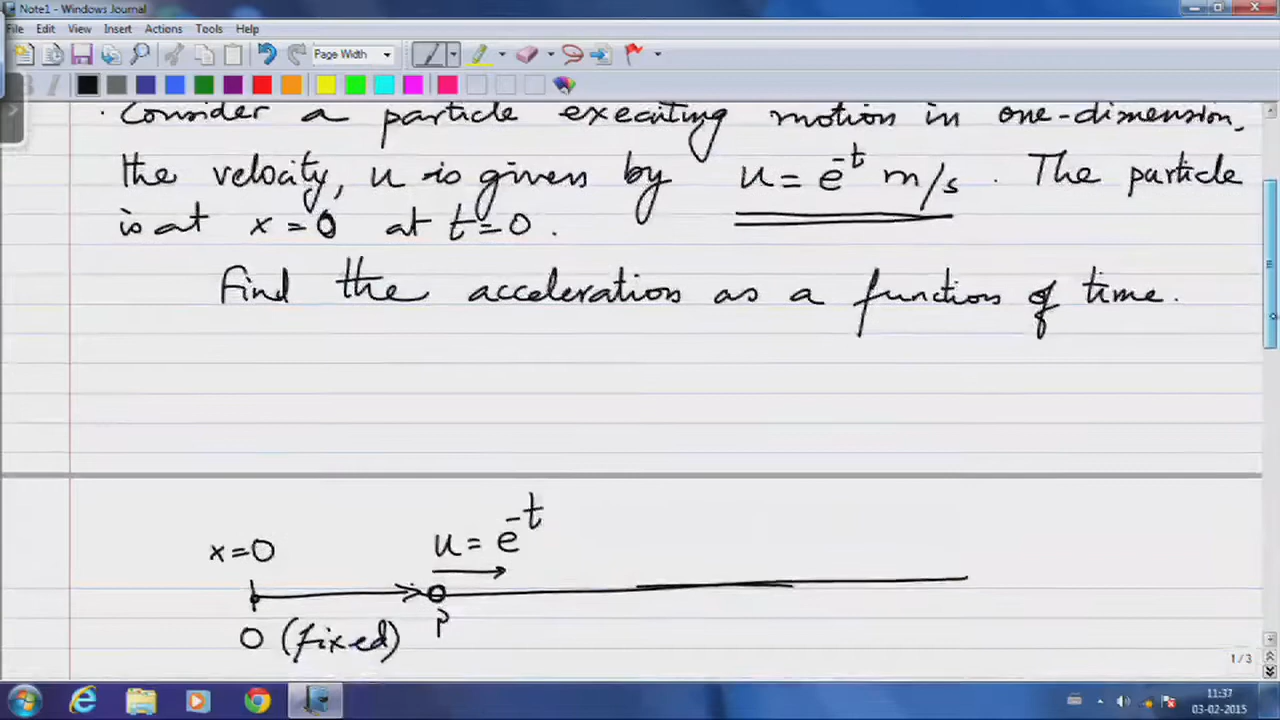 Note1 - Windows Journal
File Edit View Insert Actions Tools Help
Page Width
Consider a particle executing motion in one-dimension,
the velocity, u is given by u = e^-t m/s. The particle
is at x = 0 at t = 0.
Find the acceleration as a function of time.
u = e^-t
x = 0
P
O (fixed)
1/3
11:37
03-02-2015